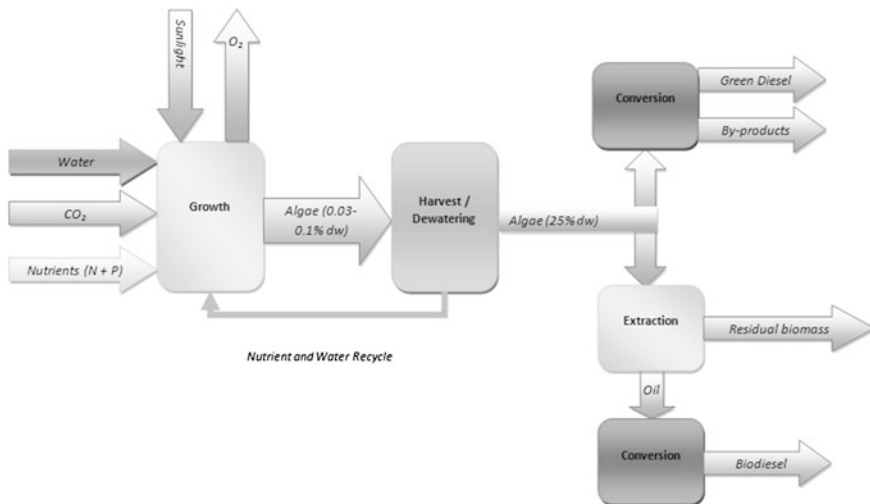 Sunlight
O2
Water
CO2
Nutrients (N + P)
Growth
Algae (0.03-
0.1% dw)
Harvest /
Dewatering
Algae (25% dw)
Nutrient and Water Recycle
Conversion
Green Diesel
By-products
Extraction
Residual biomass
Oil
Conversion
Biodiesel